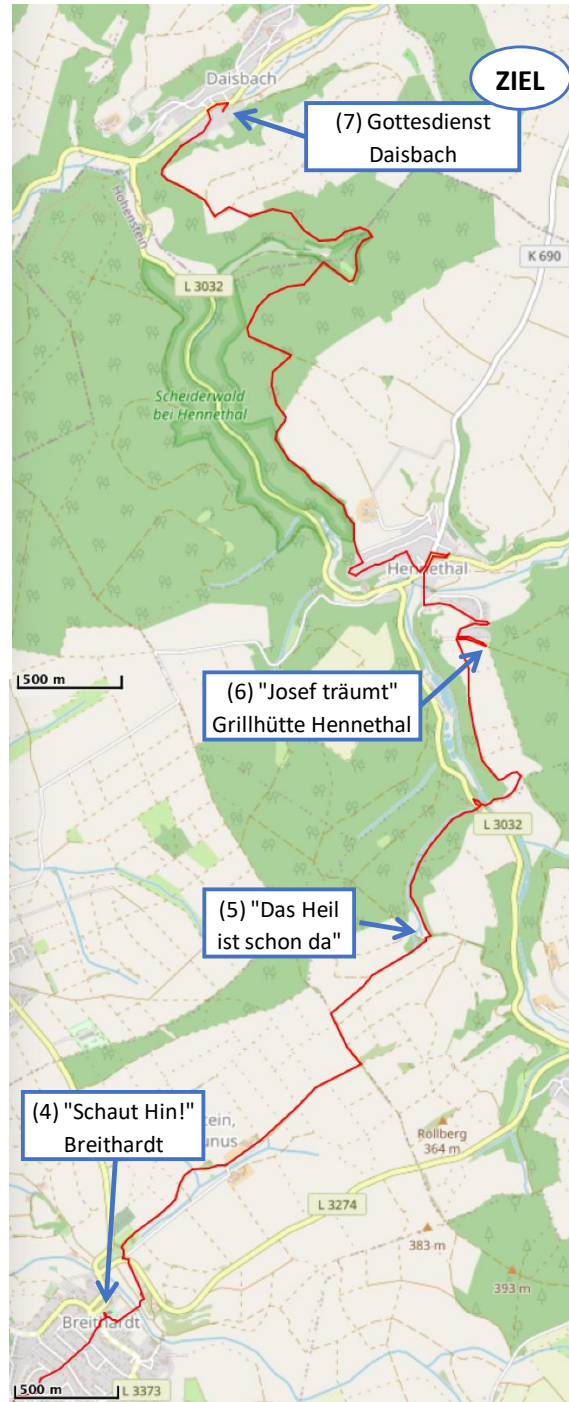 Daisbach
ZIEL
(7) Gottesdienst
Daisbach
Hohenstein
K 690
L 3032
Scheiderwald
bei Hennethal
Hennethal
500 m
(6) "Josef träumt"
Grillhütte Hennethal
L 3032
(5) "Das Heil
ist schon da"
(4) "Schaut Hin!"
Breithardt
Rollberg
364 m
L 3274
383 m
393 m
Breithardt
500 m
L 3373